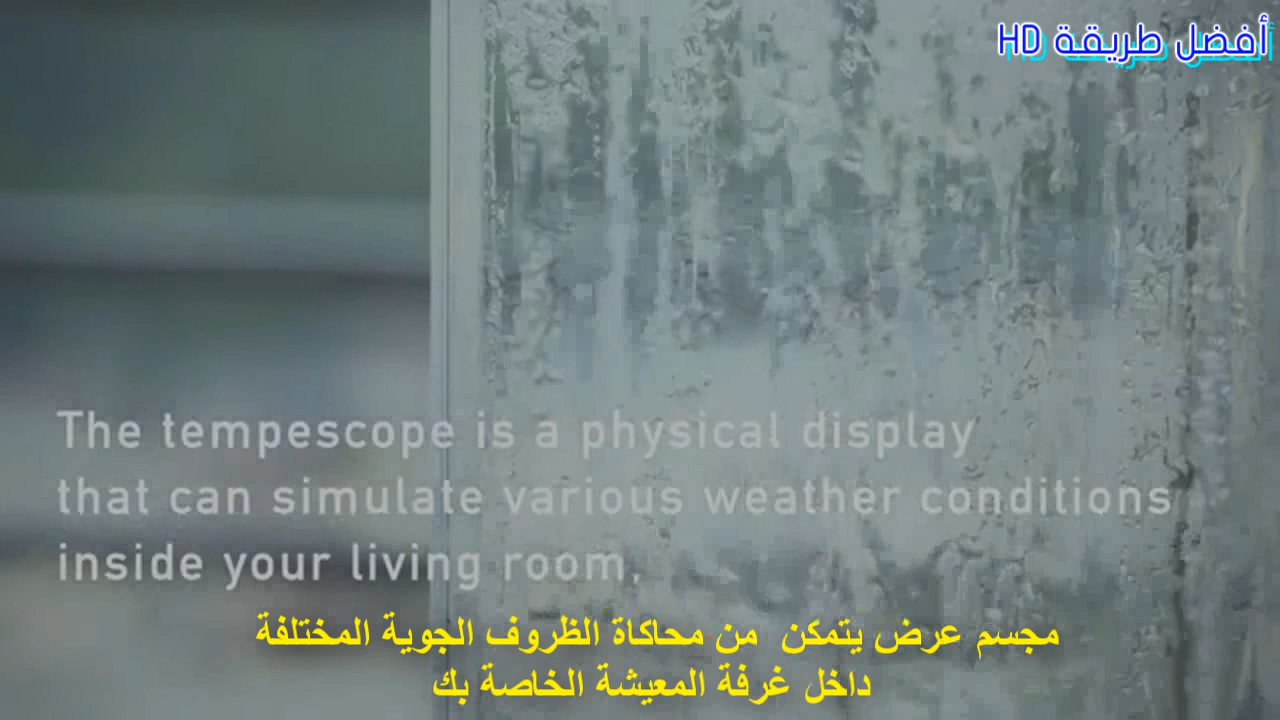 أفضل طريقة HD
The tempescope is a physical display
that can simulate various weather conditions
inside your living room,
مجسم عرض يتمكن من محاكاة الظروف الجوية المختلفة
داخل غرفة المعيشة الخاصة بك